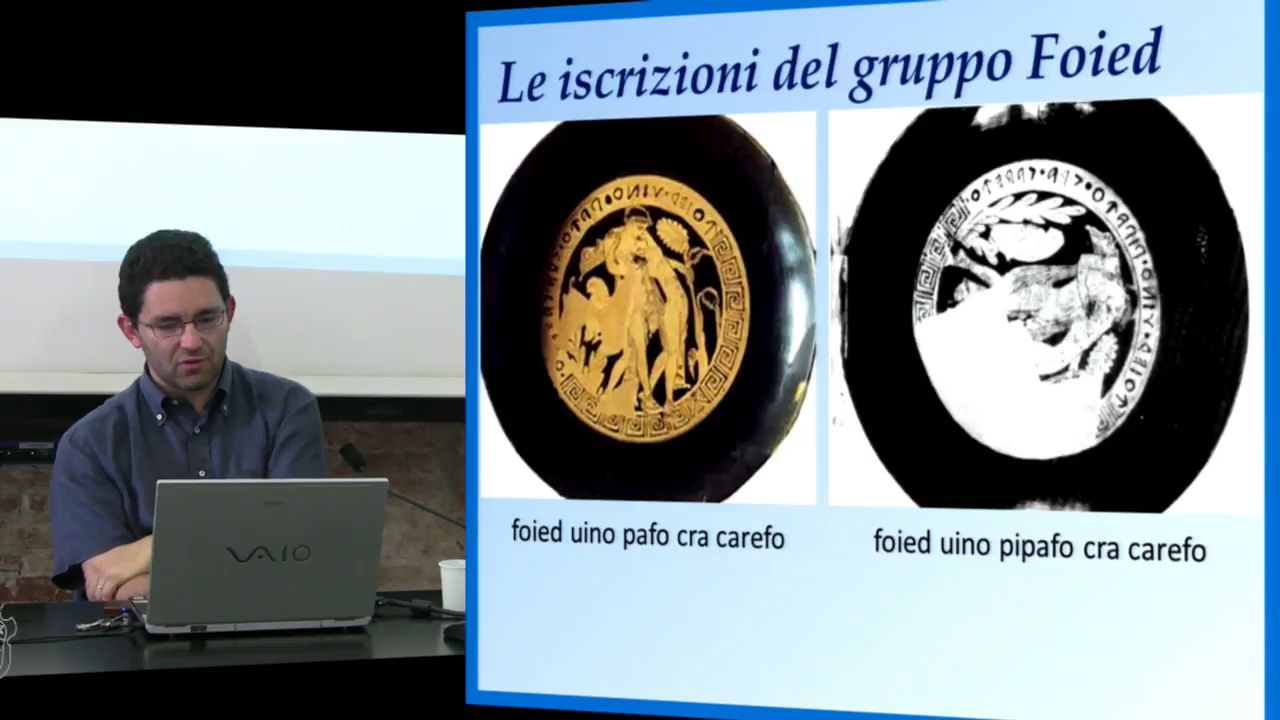 Le iscrizioni del gruppo Foied
foied uino pafo cra carefo
foied uino pipafo cra carefo
VAIO